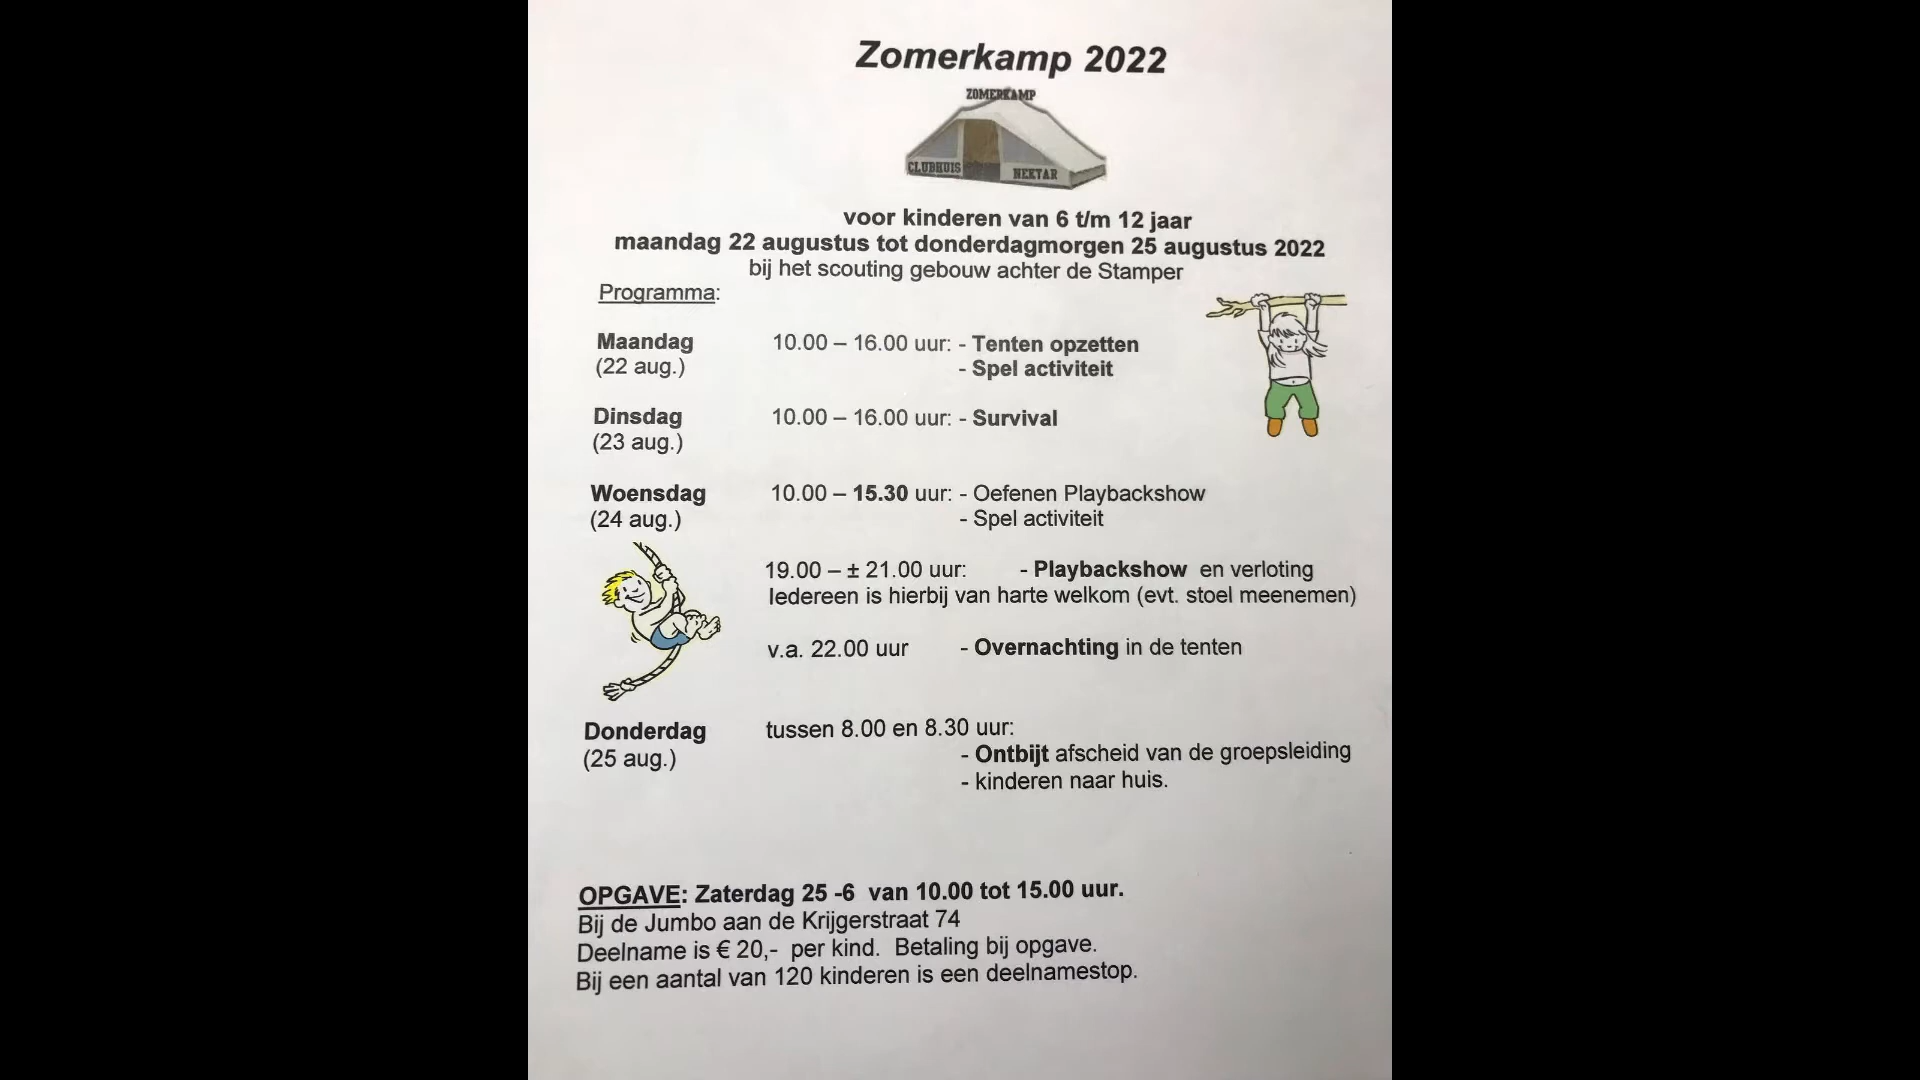 Zomerkamp 2022
ZOMERKAMP
CLUBHUIS NEKTAR
voor kinderen van 6 t/m 12 jaar
maandag 22 augustus tot donderdagmorgen 25 augustus 2022
bij het scouting gebouw achter de Stamper
Programma:
Maandag 10.00 – 16.00 uur: - Tenten opzetten
(22 aug.) - Spel activiteit
Dinsdag 10.00 – 16.00 uur: - Survival
(23 aug.)
Woensdag 10.00 – 15.30 uur: - Oefenen Playbackshow
(24 aug.) - Spel activiteit
19.00 – ± 21.00 uur: - Playbackshow en verloting
Iedereen is hierbij van harte welkom (evt. stoel meenemen)
v.a. 22.00 uur - Overnachting in de tenten
Donderdag tussen 8.00 en 8.30 uur:
(25 aug.) - Ontbijt afscheid van de groepsleiding
- kinderen naar huis.
OPGAVE: Zaterdag 25 -6 van 10.00 tot 15.00 uur.
Bij de Jumbo aan de Krijgerstraat 74
Deelname is € 20,- per kind. Betaling bij opgave.
Bij een aantal van 120 kinderen is een deelnamestop.